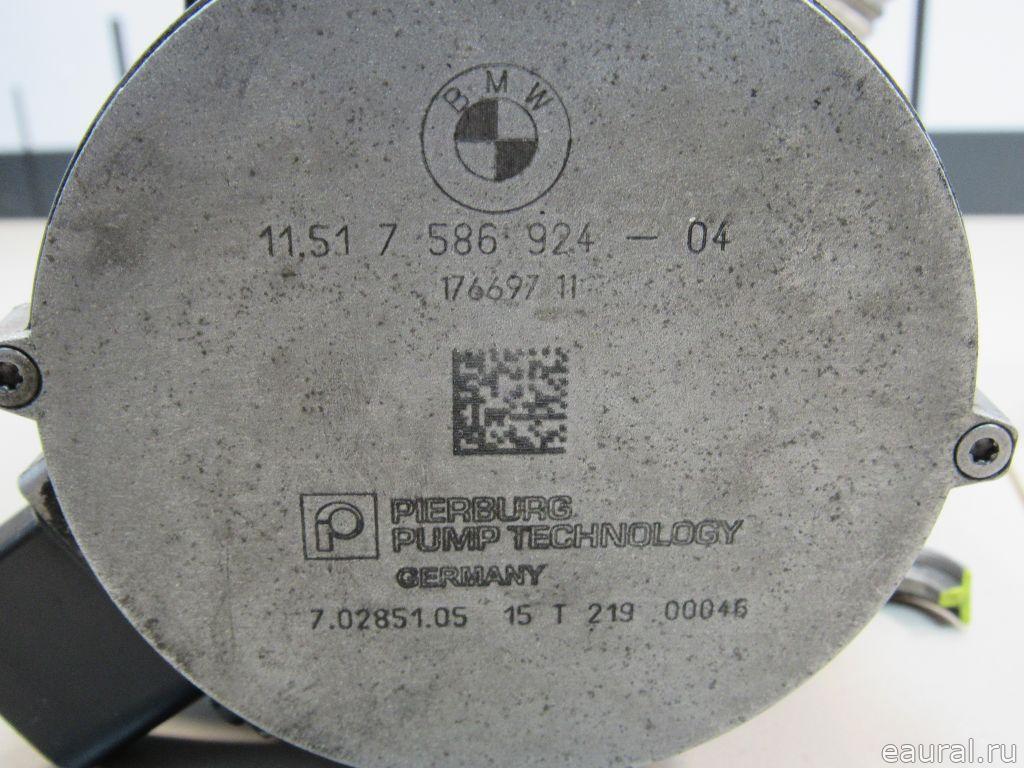 BMW
11.51 7 586 924 - 04
176697 11
PIERBURG
PUMP TECHNOLOGY
GERMANY
7.02851.05 15 T 219 00046
eaural.ru